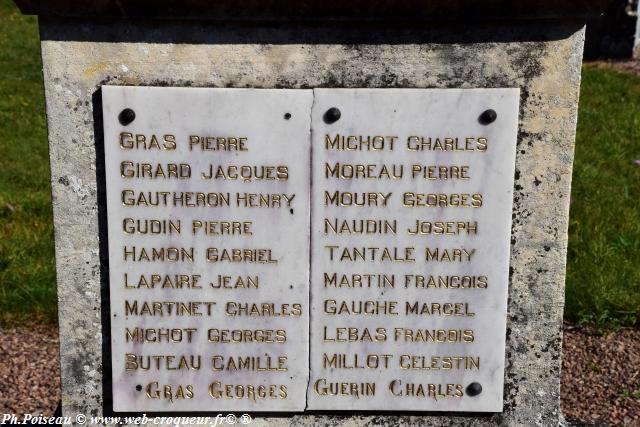 GRAS PIERRE
GIRARD JACQUES
GAUTHERON HENRY
GUDIN PIERRE
HAMON GABRIEL
LAPAIRE JEAN
MARTINET CHARLES
MICHOT GEORGES
BUTEAU CAMILLE
GRAS GEORGES
MICHOT CHARLES
MOREAU PIERRE
MOURY GEORGES
NAUDIN JOSEPH
TANTALE MARY
MARTIN FRANÇOIS
GAUCHE MARCEL
LEBAS FRANÇOIS
MILLOT CELESTIN
GUERIN CHARLES
Ph.Poiseau ©www.web-croqueur.fr®